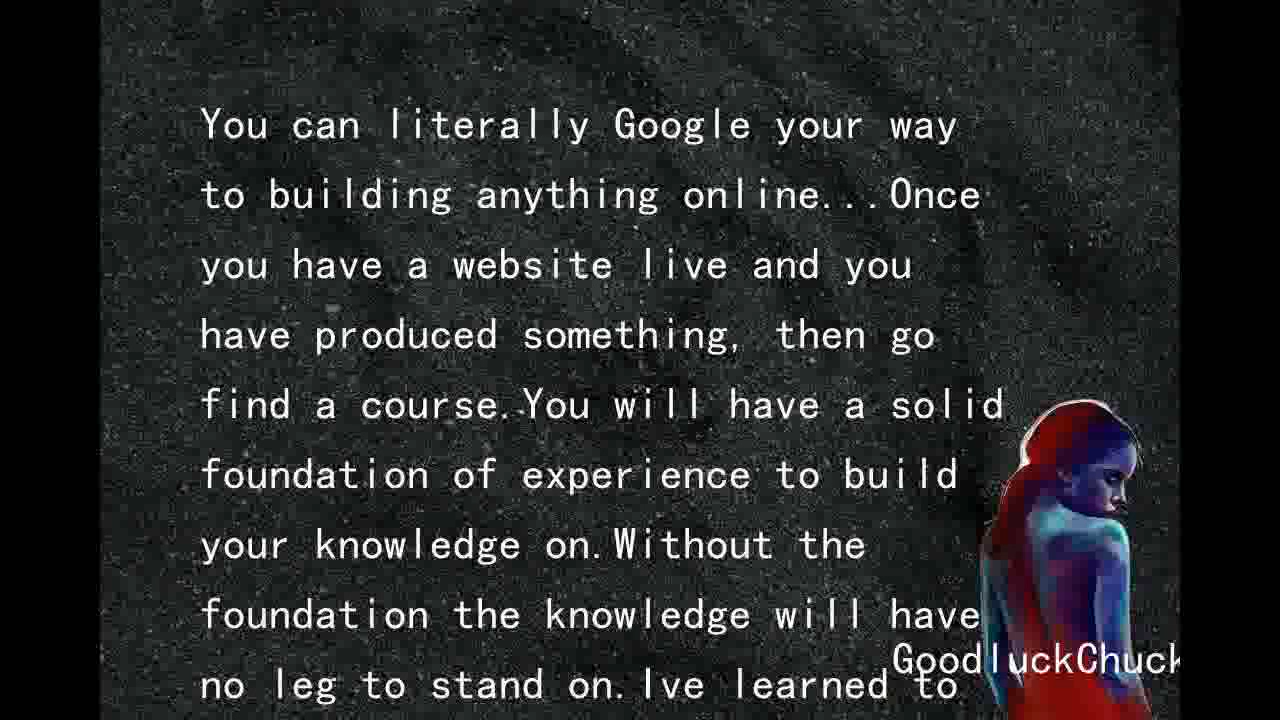 You can literally Google your way
to building anything online...Once
you have a website live and you
have produced something, then go
find a course.You will have a solid
foundation of experience to build
your knowledge on.Without the
foundation the knowledge will have
GoodluckChuck
no leg to stand on.Ive learned to